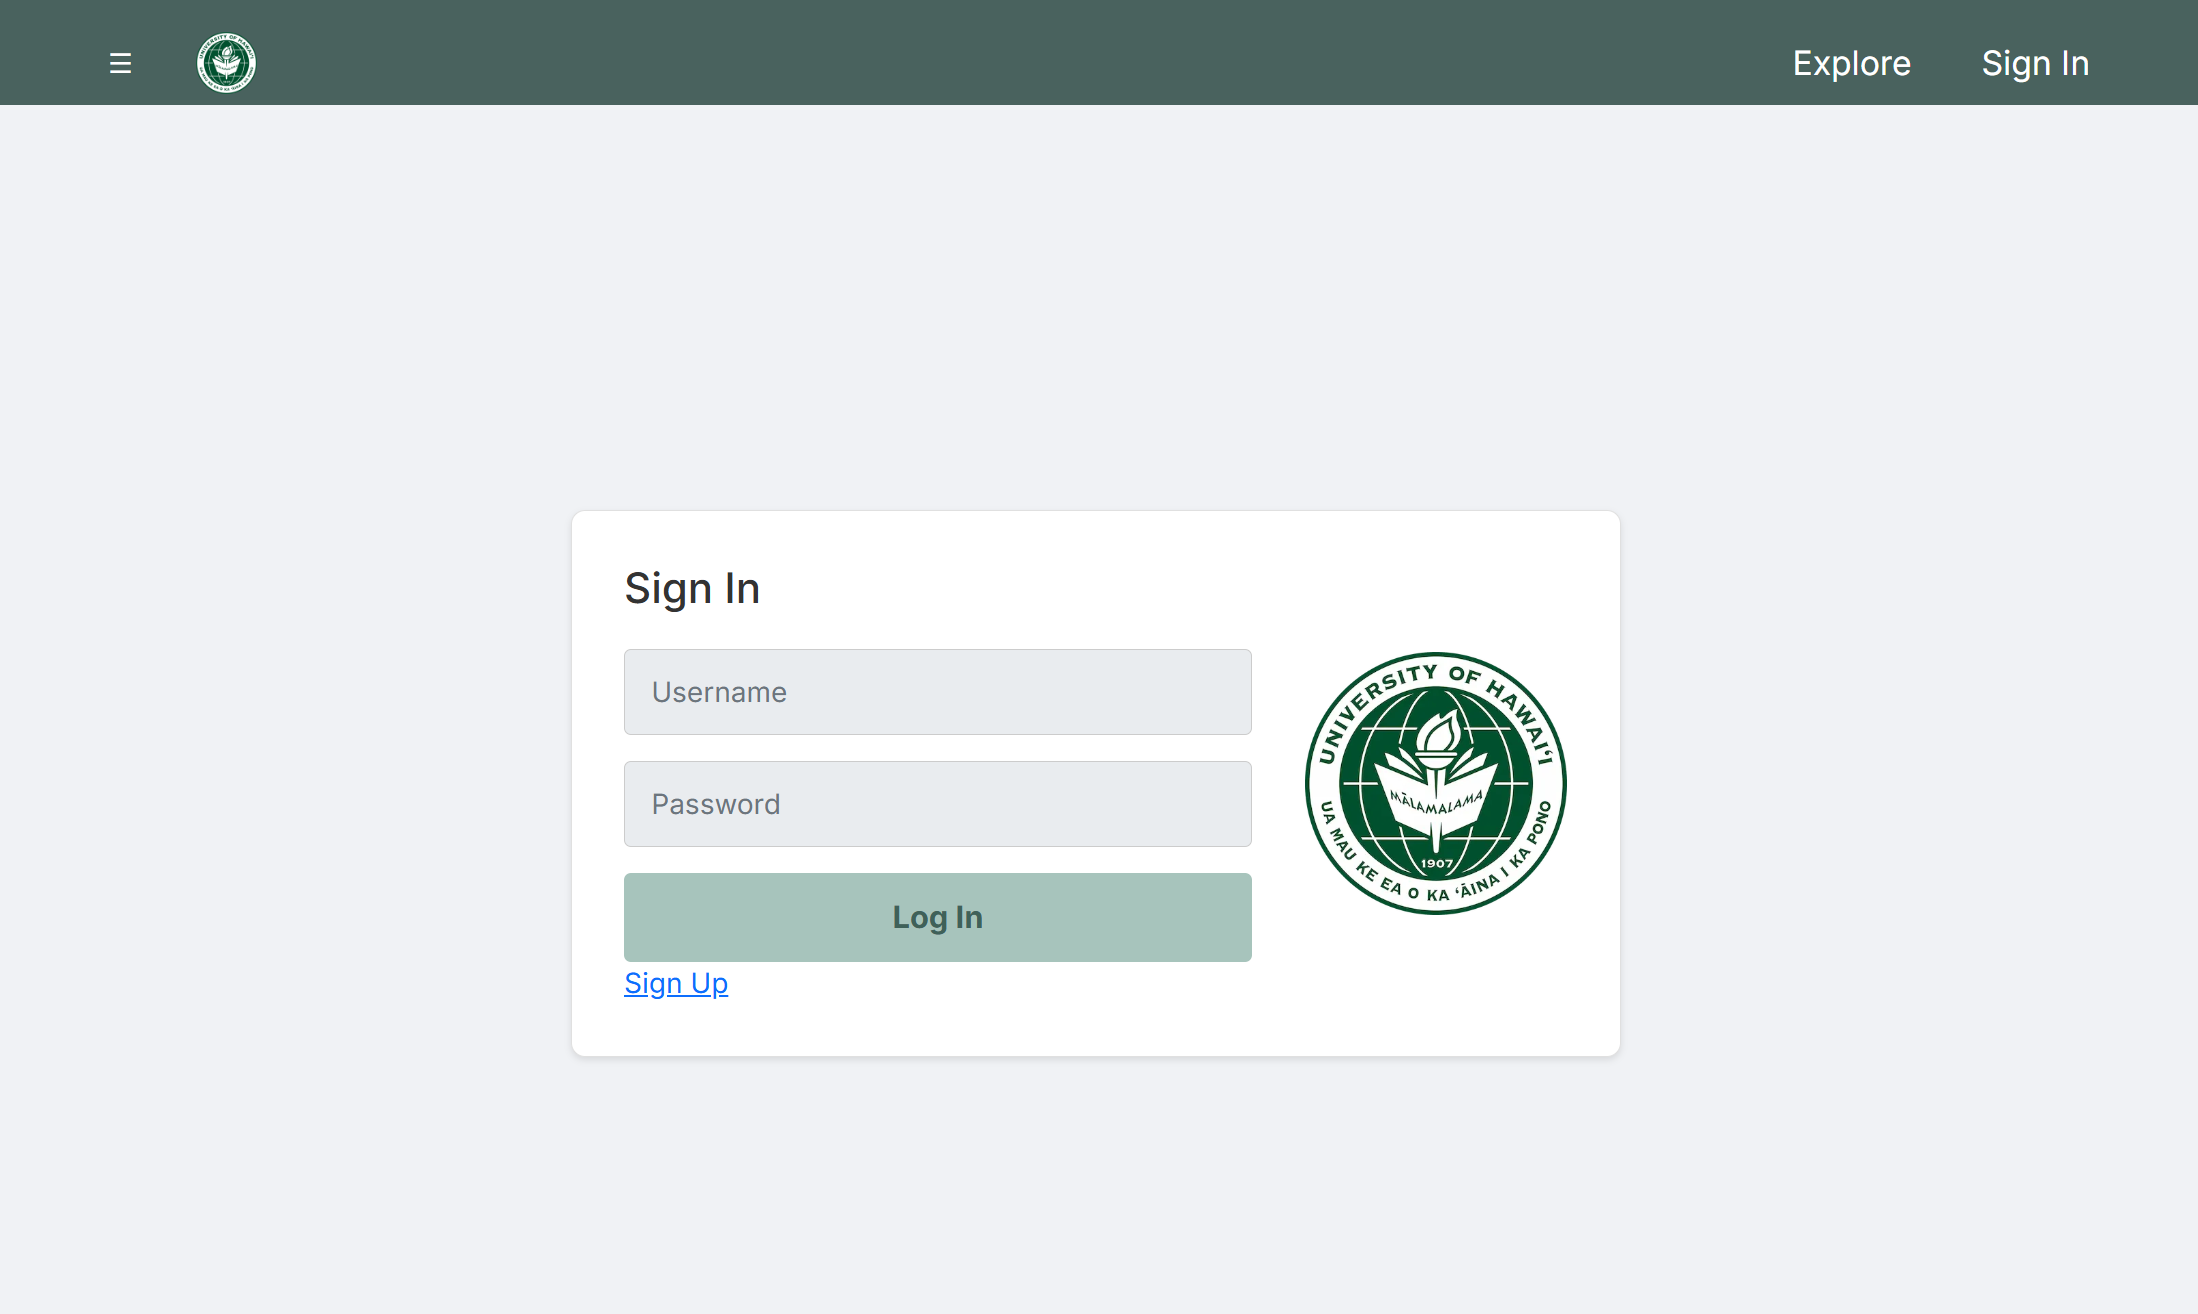 Explore
Sign In
Sign In
Username
Password
Log In
Sign Up
UNIVERSITY OF HAWAIʻI
MĀLAMALAMA
1907
UA MAU KE EA O KA ʻĀINA I KA PONO